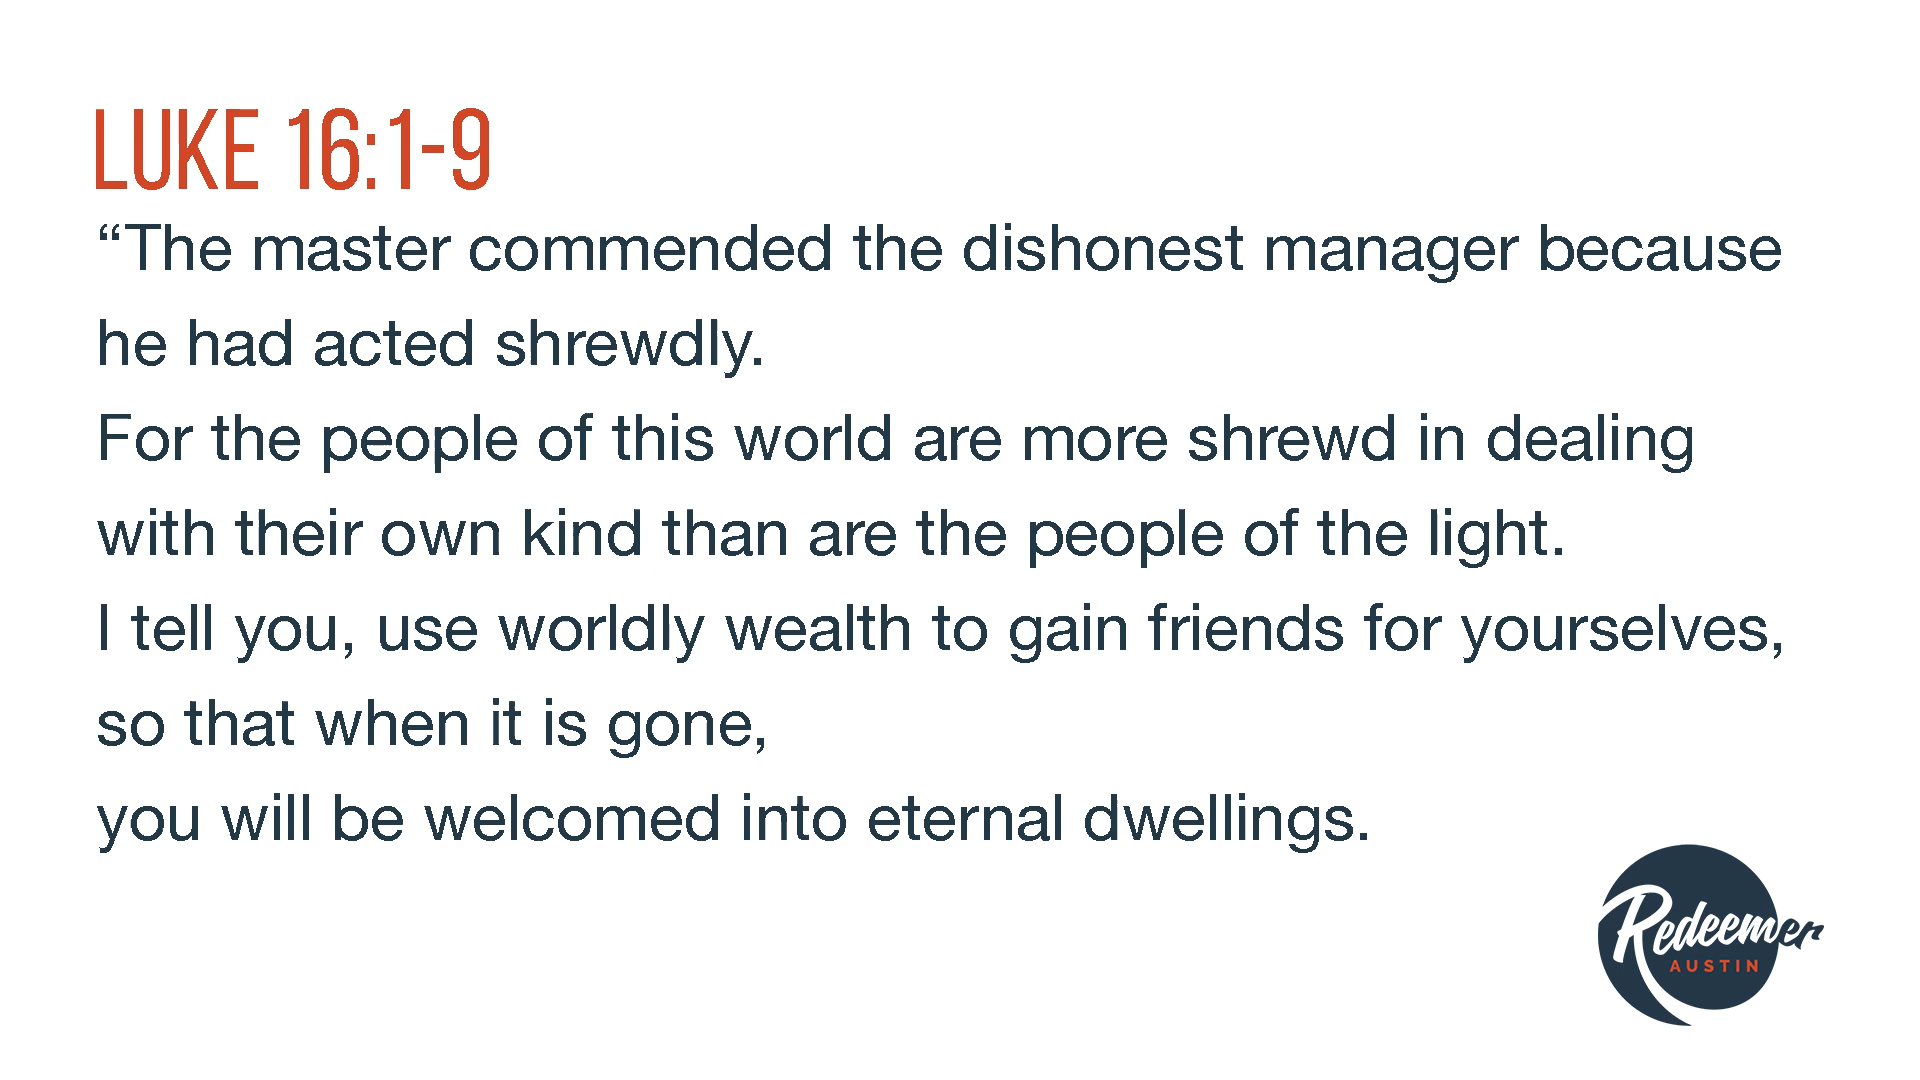 LUKE 16:1-9
“The master commended the dishonest manager because
he had acted shrewdly.
For the people of this world are more shrewd in dealing
with their own kind than are the people of the light.
I tell you, use worldly wealth to gain friends for yourselves,
so that when it is gone,
you will be welcomed into eternal dwellings.
Redeemer
AUSTIN